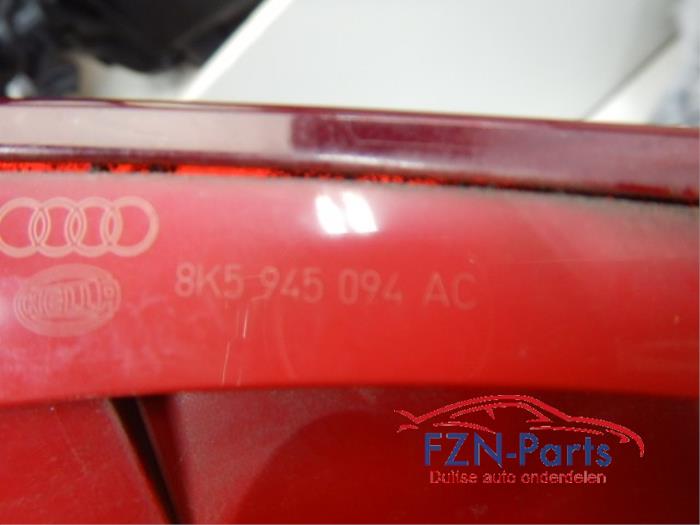 8K5 945 094 AC
FZN-Parts
Duitse auto onderdelen